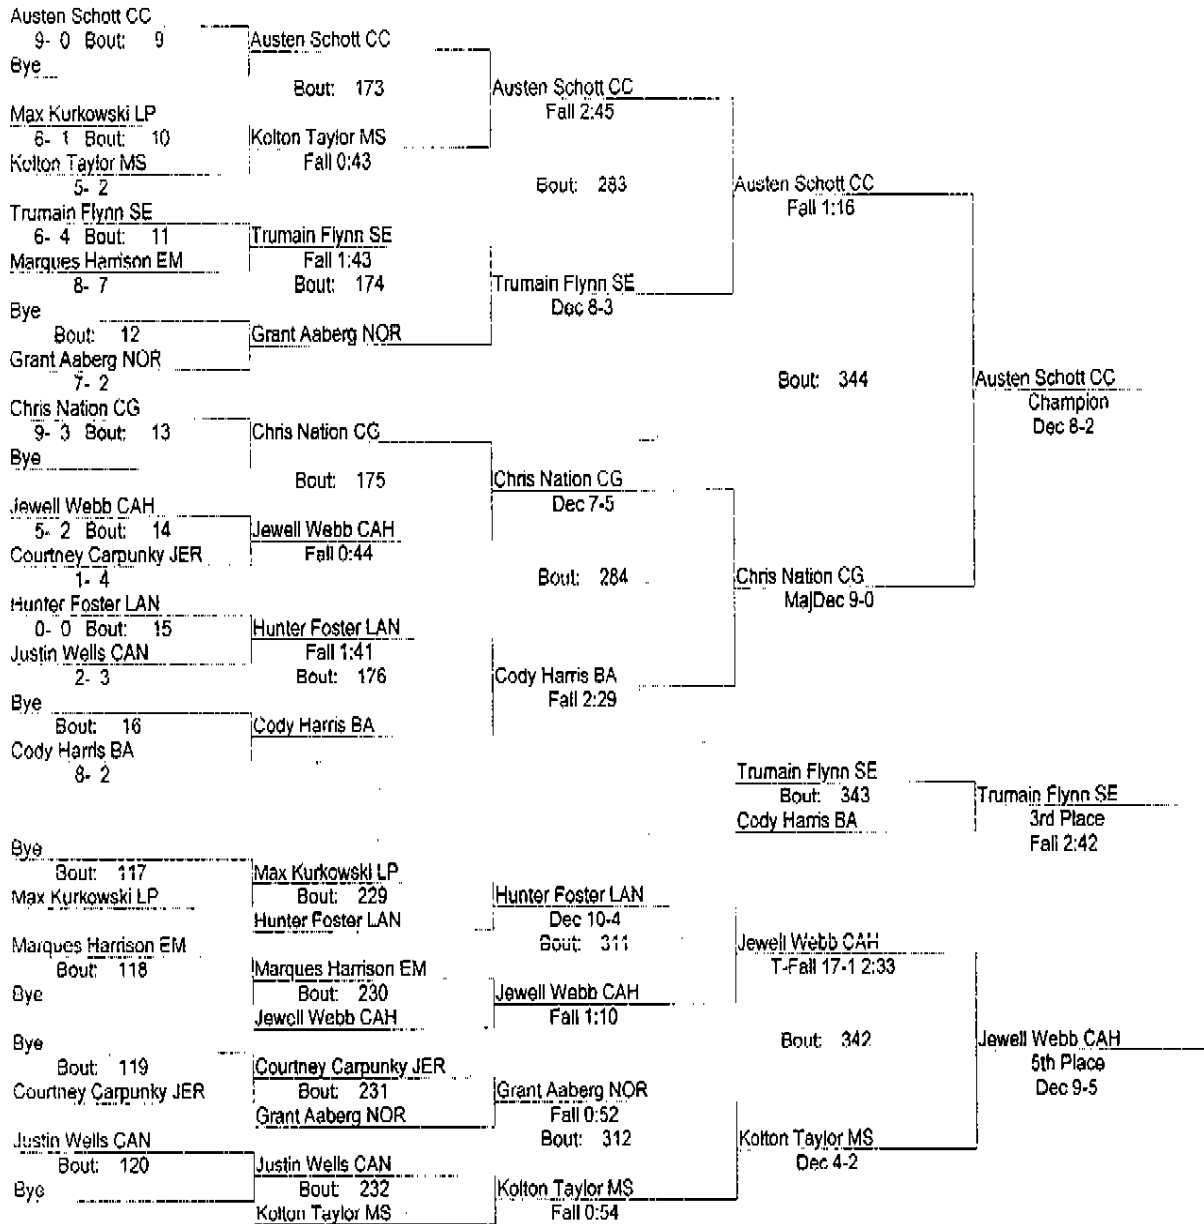 Austen Schott CC
9- 0 Bout: 9
Bye
Max Kurkowski LP
6- 1 Bout: 10
Kolton Taylor MS
5- 2
Trumain Flynn SE
6- 4 Bout: 11
Marques Harrison EM
8- 7
Bye
Bout: 12
Grant Aaberg NOR
7- 2
Chris Nation CG
9- 3 Bout: 13
Bye
Jewell Webb CAH
5- 2 Bout: 14
Courtney Carpunky JER
1- 4
Hunter Foster LAN
0- 0 Bout: 15
Justin Wells CAN
2- 3
Bye
Bout: 16
Cody Harris BA
8- 2
Austen Schott CC
Bout: 173
Kolton Taylor MS
Fall 0:43
Trumain Flynn SE
Fall 1:43
Bout: 174
Grant Aaberg NOR
Chris Nation CG
Bout: 175
Jewell Webb CAH
Fall 0:44
Hunter Foster LAN
Fall 1:41
Bout: 176
Cody Harris BA
Austen Schott CC
Fall 2:45
Bout: 283
Trumain Flynn SE
Dec 8-3
Chris Nation CG
Dec 7-5
Bout: 284
Cody Harris BA
Fall 2:29
Austen Schott CC
Fall 1:16
Bout: 344
Chris Nation CG
MajDec 9-0
Austen Schott CC
Champion
Dec 8-2
Trumain Flynn SE
Bout: 343
Cody Harris BA
Trumain Flynn SE
3rd Place
Fall 2:42
Bye
Bout: 117
Max Kurkowski LP
Marques Harrison EM
Bout: 118
Bye
Bye
Bout: 119
Courtney Carpunky JER
Justin Wells CAN
Bout: 120
Bye
Max Kurkowski LP
Bout: 229
Hunter Foster LAN
Marques Harrison EM
Bout: 230
Jewell Webb CAH
Courtney Carpunky JER
Bout: 231
Grant Aaberg NOR
Justin Wells CAN
Bout: 232
Kolton Taylor MS
Hunter Foster LAN
Dec 10-4
Bout: 311
Jewell Webb CAH
Fall 1:10
Grant Aaberg NOR
Fall 0:52
Bout: 312
Kolton Taylor MS
Fall 0:54
Jewell Webb CAH
T-Fall 17-1 2:33
Bout: 342
Kolton Taylor MS
Dec 4-2
Jewell Webb CAH
5th Place
Dec 9-5